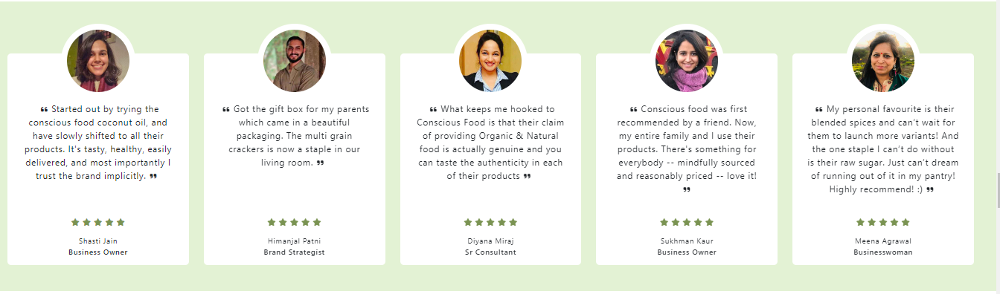 ❝ Started out by trying the
conscious food coconut oil, and
have slowly shifted to all their
products. It's tasty, healthy, easily
delivered, and most importantly I
trust the brand implicitly. ❞
Shasti Jain
Business Owner
❝ Got the gift box for my parents
which came in a beautiful
packaging. The multi grain
crackers is now a staple in our
living room. ❞
Himanjal Patni
Brand Strategist
❝ What keeps me hooked to
Conscious Food is that their claim
of providing Organic & Natural
food is actually genuine and you
can taste the authenticity in each
of their products ❞
Diyana Miraj
Sr Consultant
❝ Conscious food was first
recommended by a friend. Now,
my entire family and I use their
products. There's something for
everybody -- mindfully sourced
and reasonably priced -- love it!
❞
Sukhman Kaur
Business Owner
❝ My personal favourite is their
blended spices and can't wait for
them to launch more variants! And
the one staple I can't do without
is their raw sugar. Just can't dream
of running out of it in my pantry!
Highly recommend! :) ❞
Meena Agrawal
Businesswoman